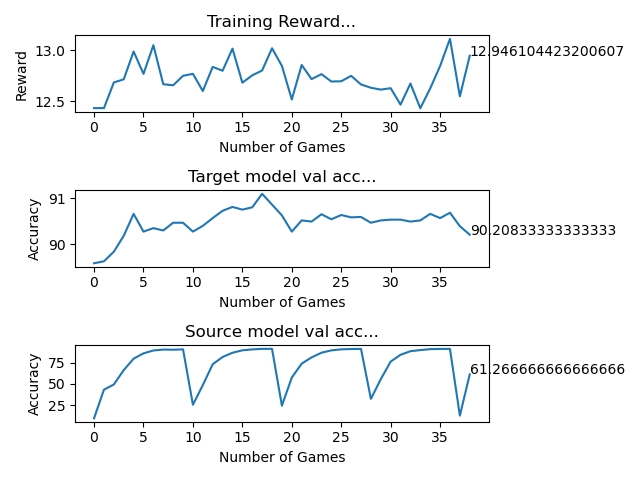 Training Reward...
Reward
13.0
12.5
12.946104423200607
0 5 10 15 20 25 30 35
Number of Games
Target model val acc...
Accuracy
91
90
90.20833333333333
0 5 10 15 20 25 30 35
Number of Games
Source model val acc...
Accuracy
75
50
25
61.266666666666666
0 5 10 15 20 25 30 35
Number of Games